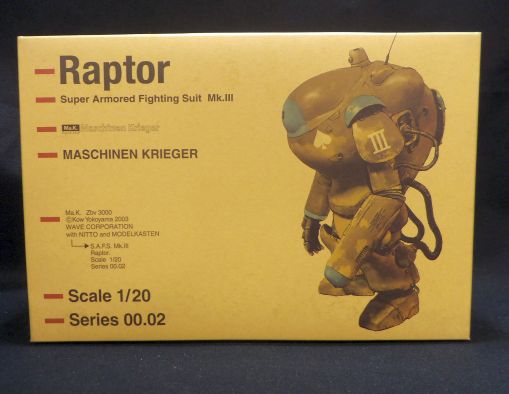 Raptor
Super Armored Fighting Suit Mk.III
Ma.K. Maschinen Krieger
MASCHINEN KRIEGER
Ma.K. Zbv 3000
©Kow Yokoyama 2003
WAVE CORPORATION
with NITTO and MODELKASTEN
S.A.F.S. Mk.III
Raptor.
Scale 1/20
Series 00.02
Scale 1/20
Series 00.02
III